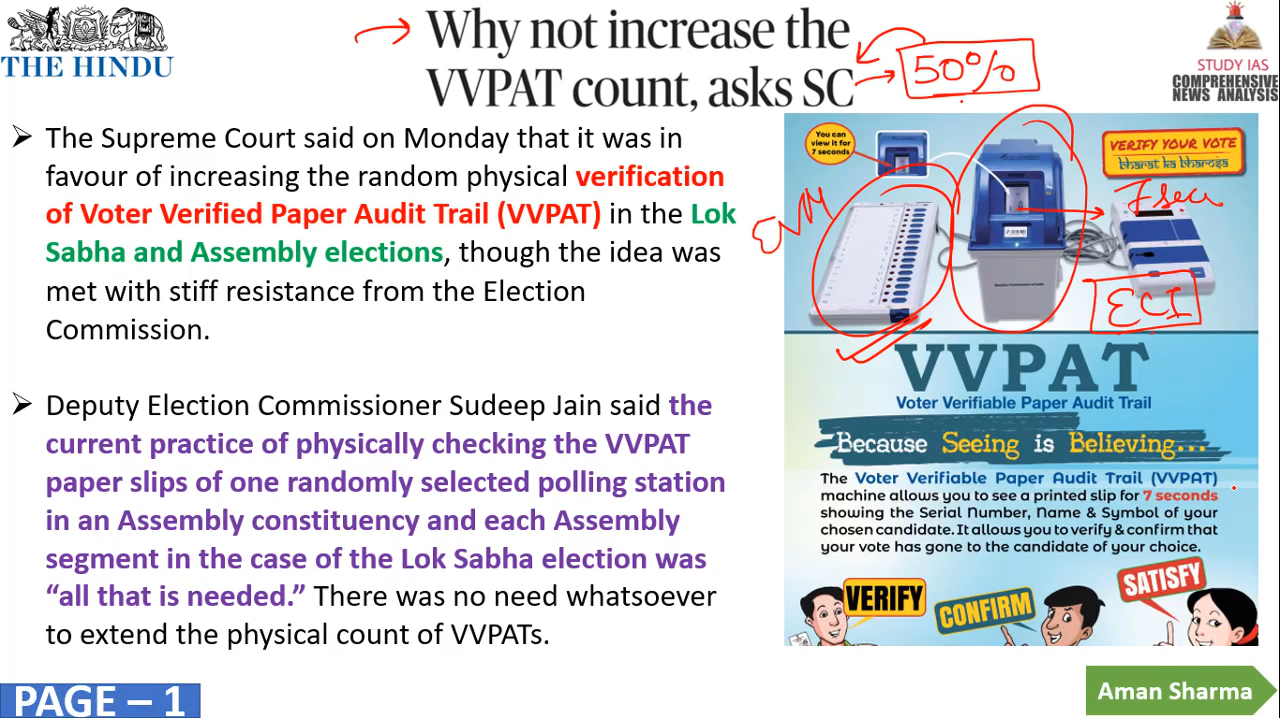 THE HINDU
Why not increase the
VVPAT count, asks SC
50%
STUDY IAS
COMPREHENSIVE
NEWS ANALYSIS
➢ The Supreme Court said on Monday that it was in
favour of increasing the random physical verification
of Voter Verified Paper Audit Trail (VVPAT) in the Lok
Sabha and Assembly elections, though the idea was
met with stiff resistance from the Election
Commission.
➢ Deputy Election Commissioner Sudeep Jain said the
current practice of physically checking the VVPAT
paper slips of one randomly selected polling station
in an Assembly constituency and each Assembly
segment in the case of the Lok Sabha election was
“all that is needed.” There was no need whatsoever
to extend the physical count of VVPATs.
You can
view it for
7 seconds
VERIFY YOUR VOTE
bharat ka bharosa
EVM
7 sec
ECI
VVPAT
Voter Verifiable Paper Audit Trail
Because Seeing is Believing...
The Voter Verifiable Paper Audit Trail (VVPAT)
machine allows you to see a printed slip for 7 seconds
showing the Serial Number, Name & Symbol of your
chosen candidate. It allows you to verify & confirm that
your vote has gone to the candidate of your choice.
VERIFY
CONFIRM
SATISFY
PAGE – 1
Aman Sharma